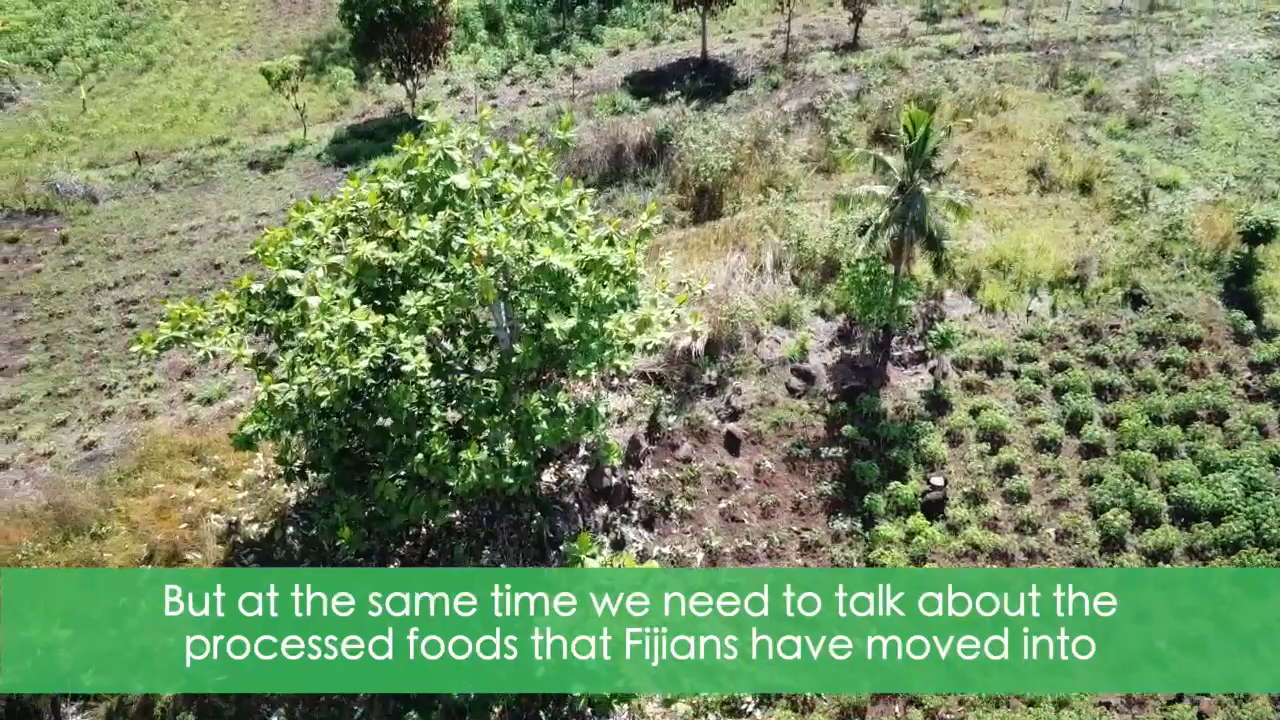 But at the same time we need to talk about the
processed foods that Fijians have moved into